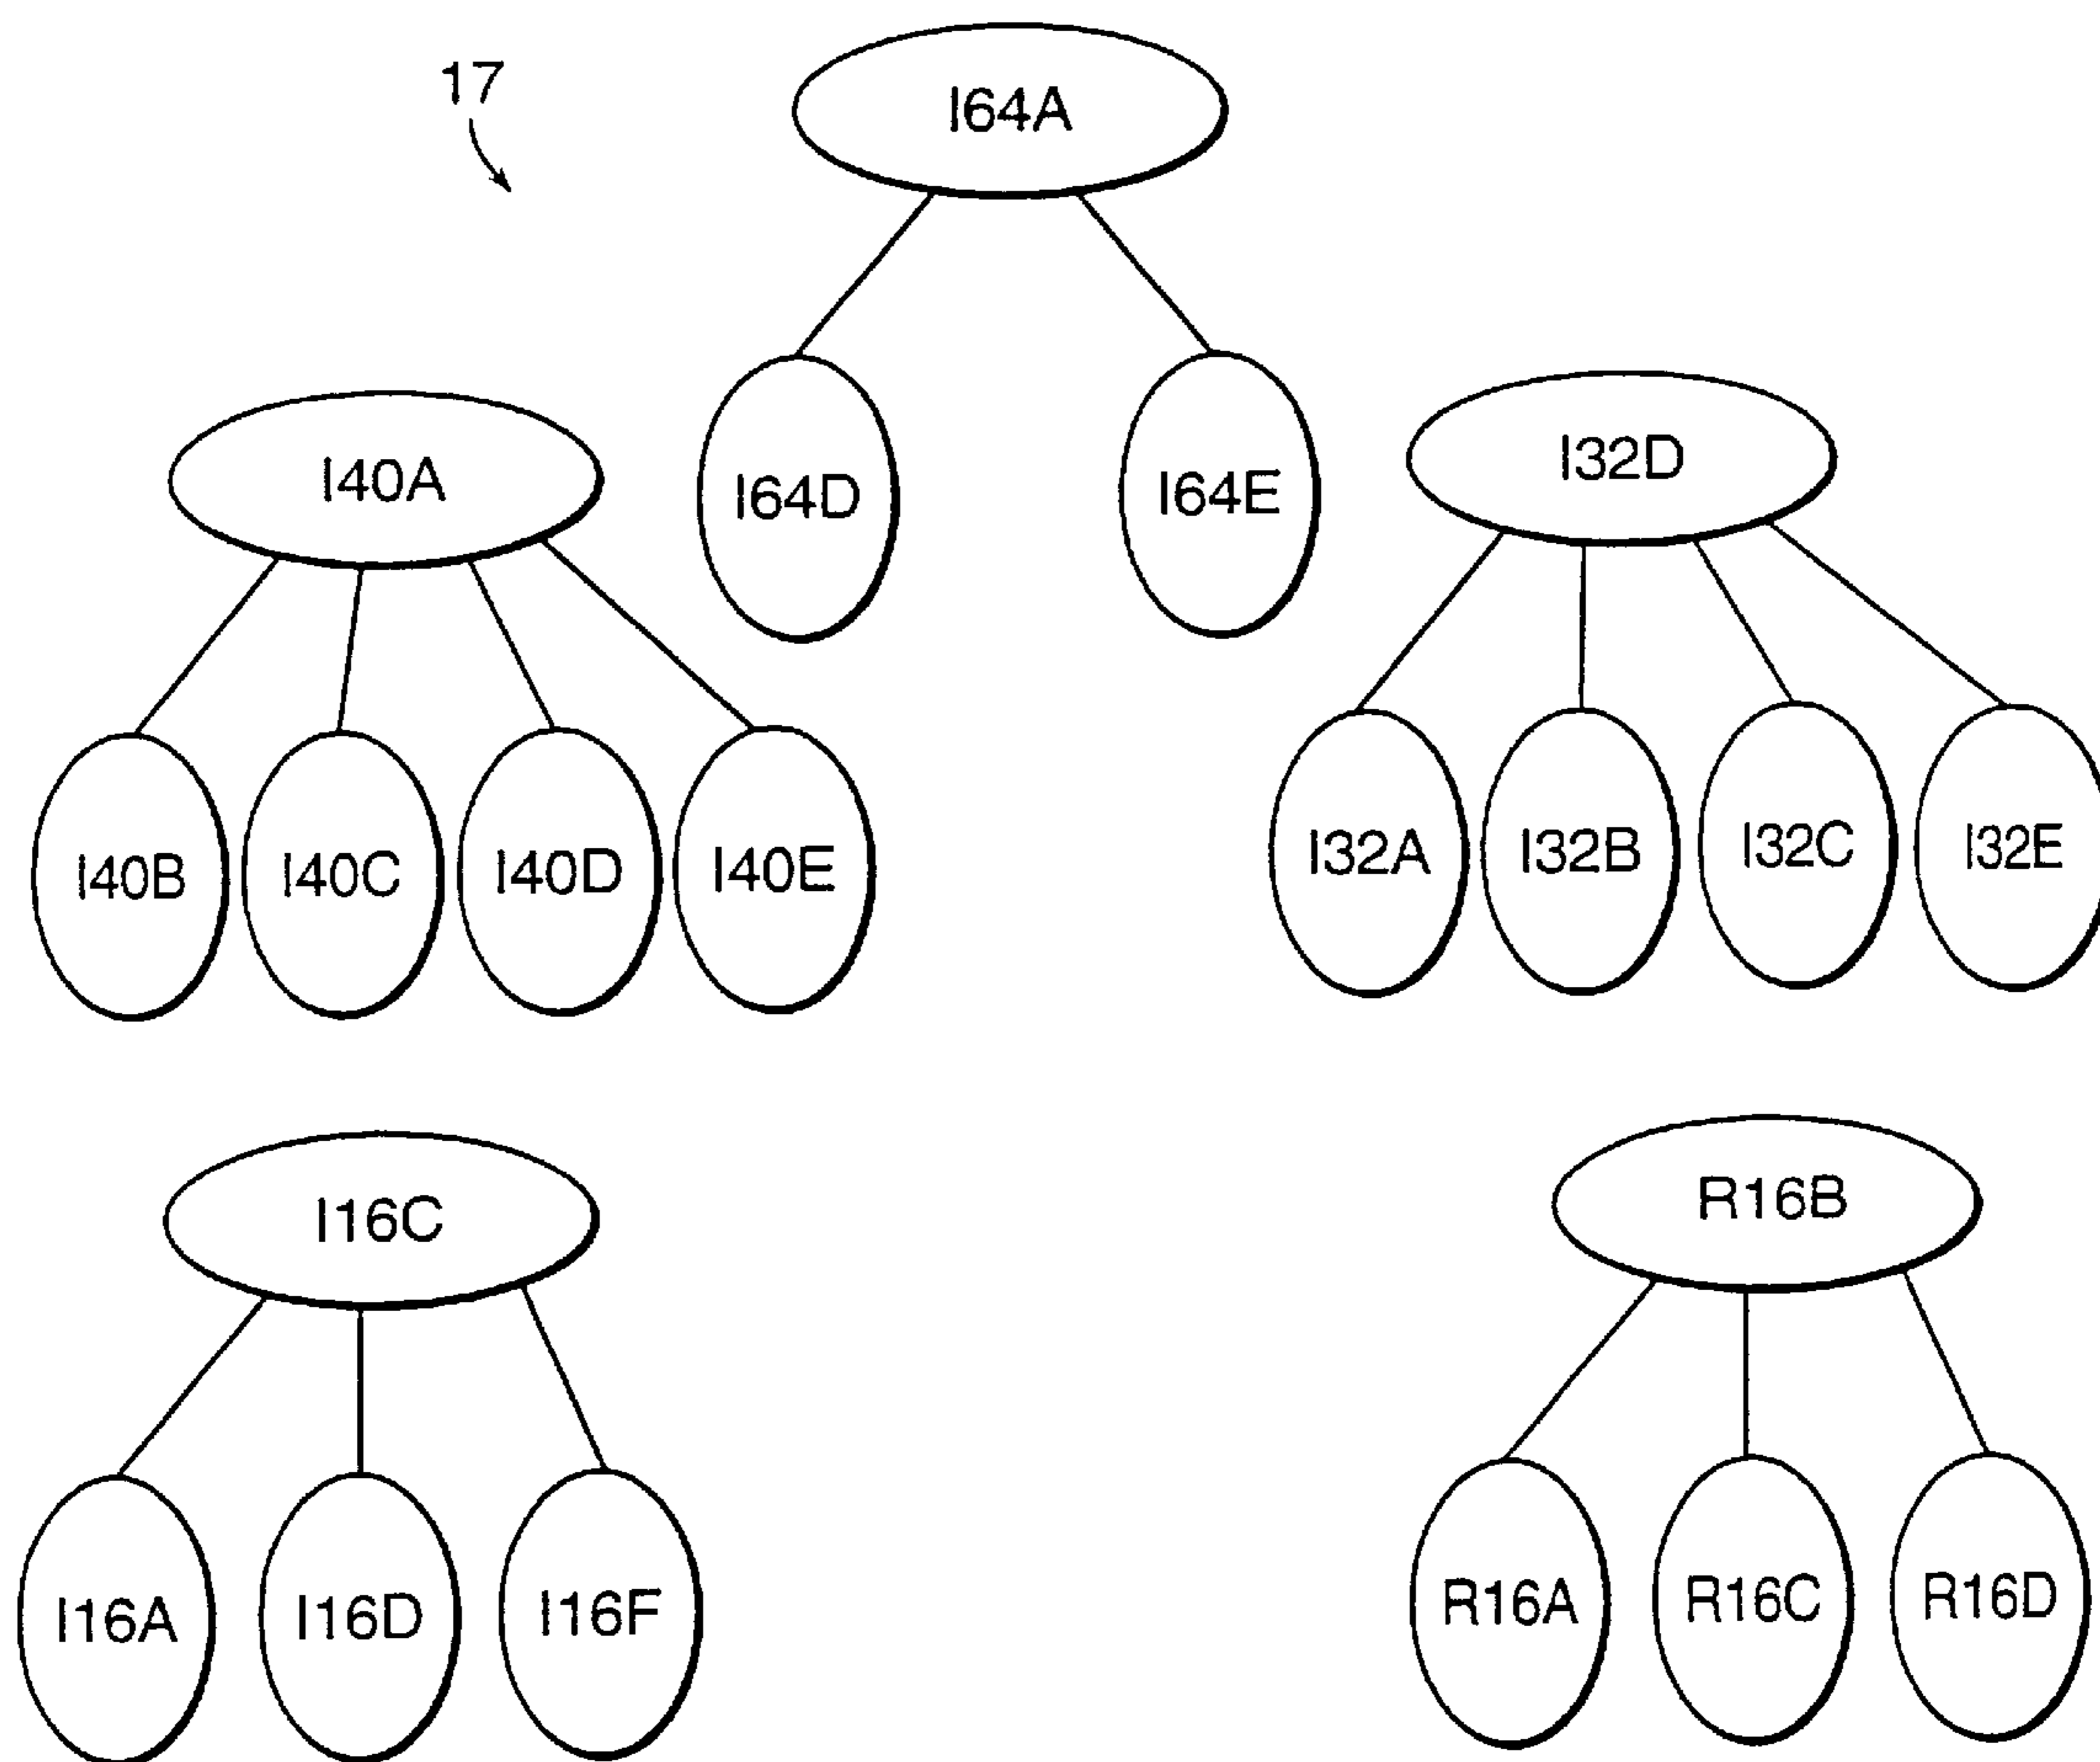 17
I64A
I40A
I64D
I64E
I32D
I40B
I40C
I40D
I40E
I32A
I32B
I32C
I32E
I16C
R16B
I16A
I16D
I16F
R16A
R16C
R16D